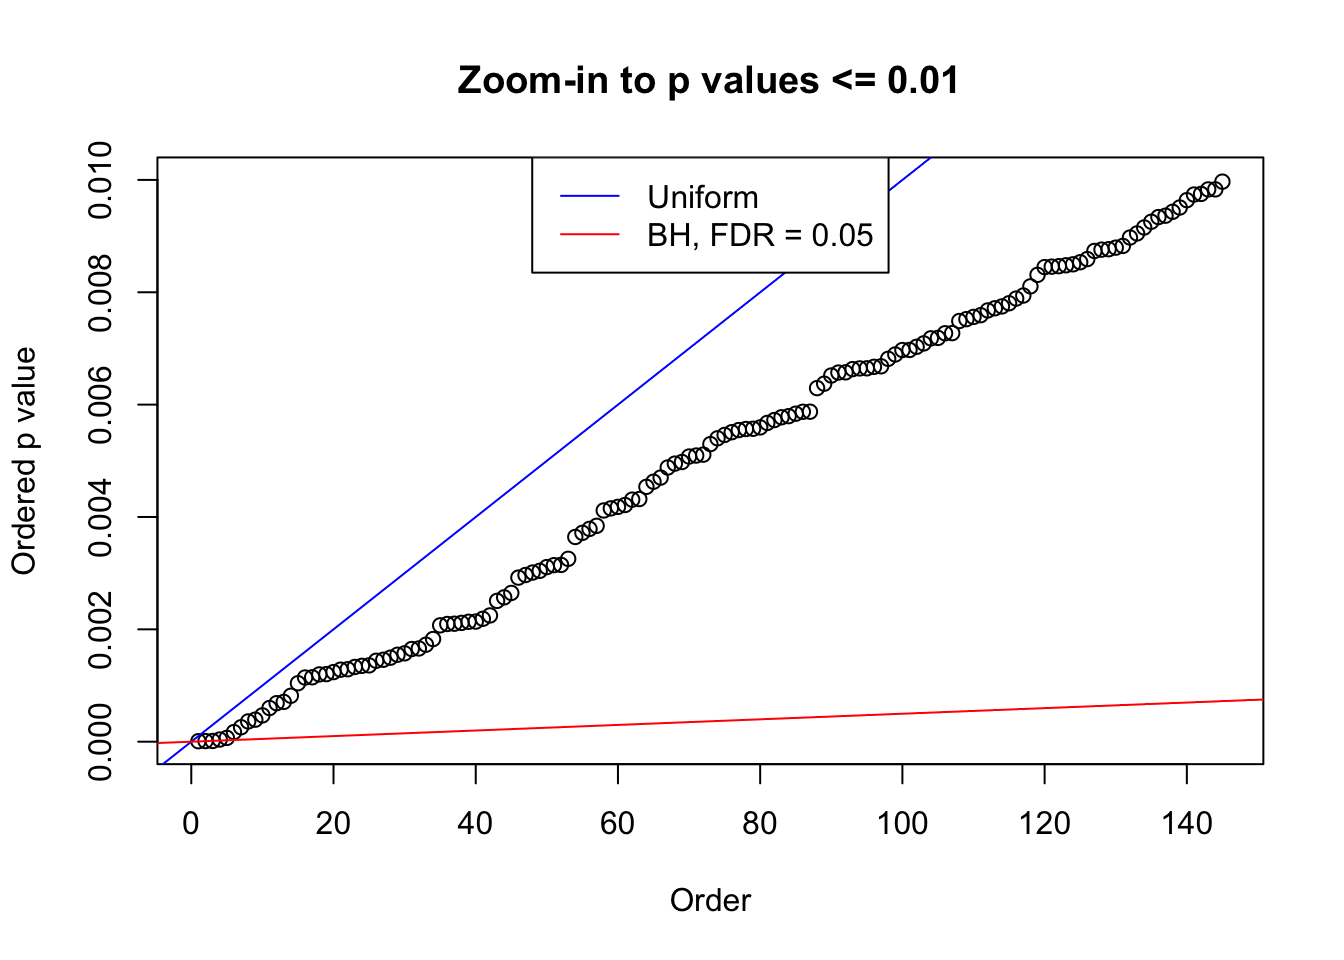 Zoom-in to p values <= 0.01
Uniform
BH, FDR = 0.05
Ordered p value
0.010
0.008
0.006
0.004
0.002
0.000
0 20 40 60 80 100 120 140
Order